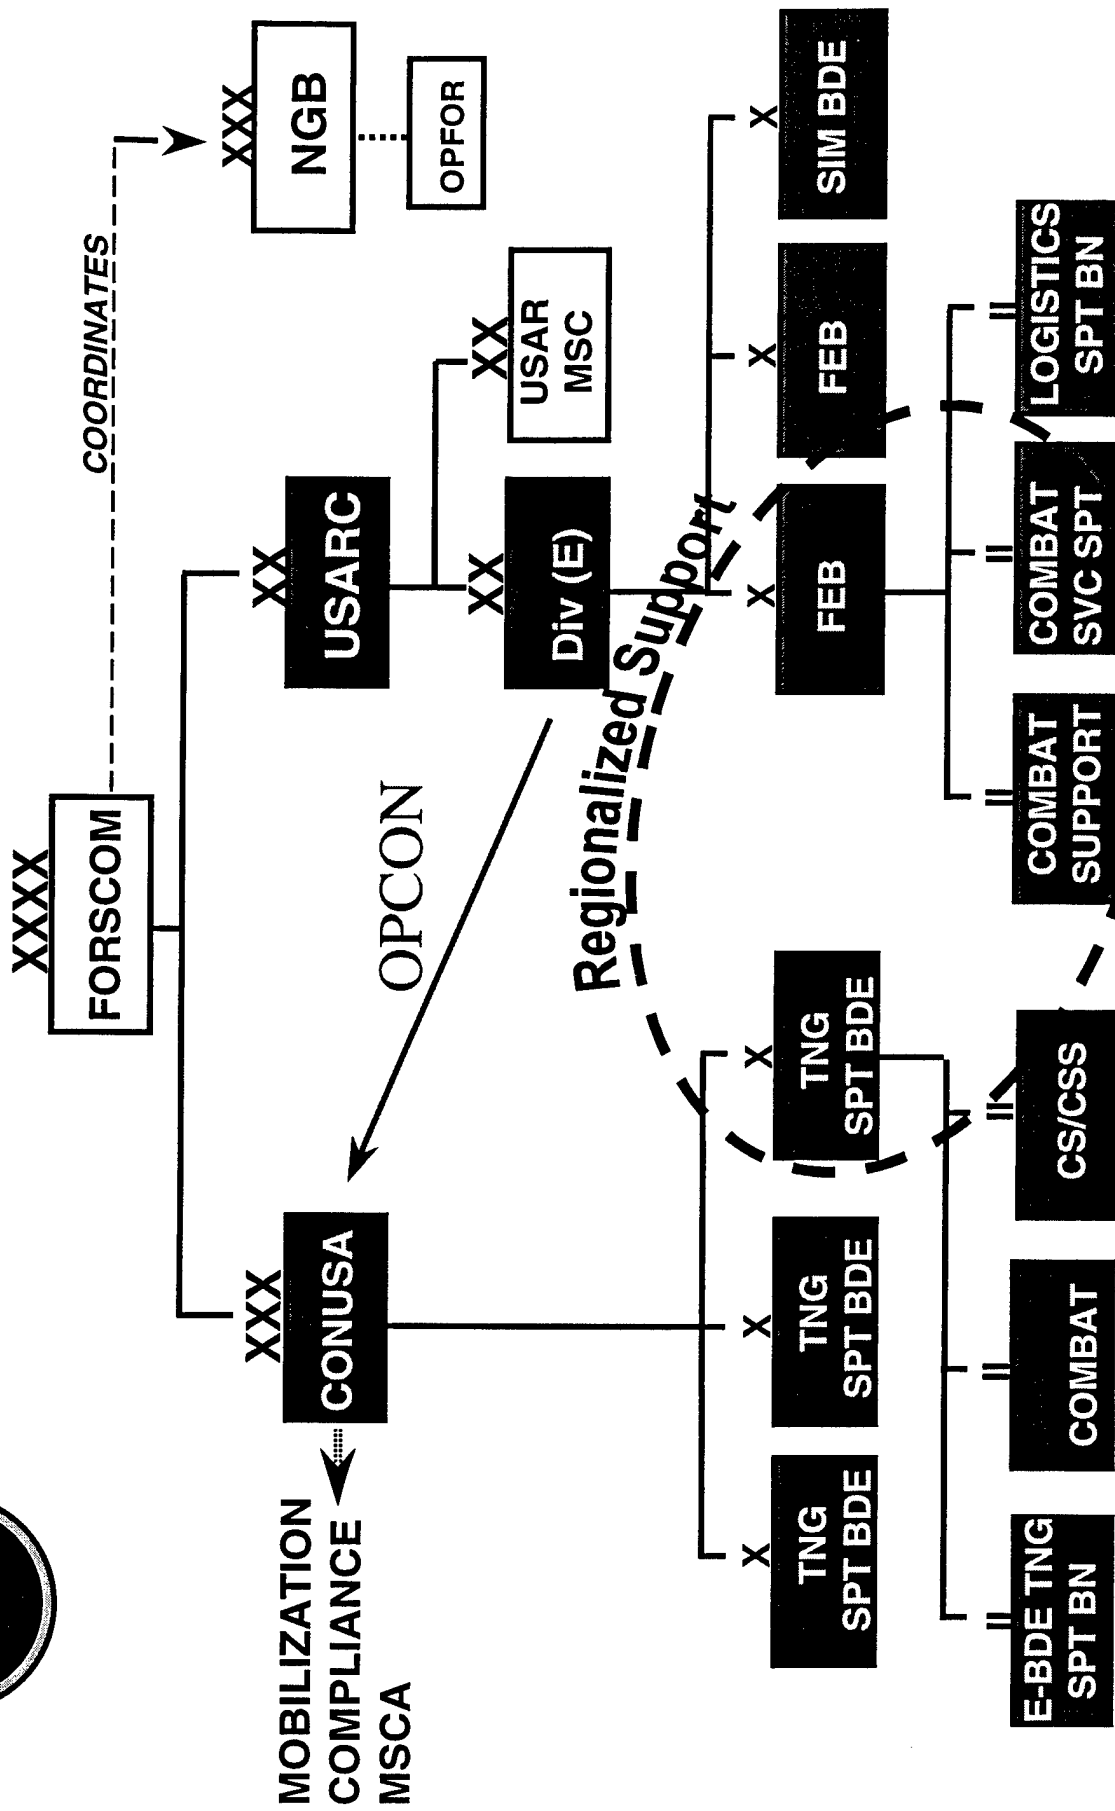 XXXX
FORSCOM
COORDINATES
XXX
NGB
OPFOR
XXX
CONUSA
MOBILIZATION
COMPLIANCE
MSCA
OPCON
XX
USARC
XX
Div (E)
XX
USAR
MSC
Regionalized Support
X
TNG
SPT BDE
X
TNG
SPT BDE
X
TNG
SPT BDE
X
FEB
X
FEB
X
SIM BDE
II
E-BDE TNG
SPT BN
II
COMBAT
II
CS/CSS
II
COMBAT
SUPPORT
II
COMBAT
SVC SPT
II
LOGISTICS
SPT BN